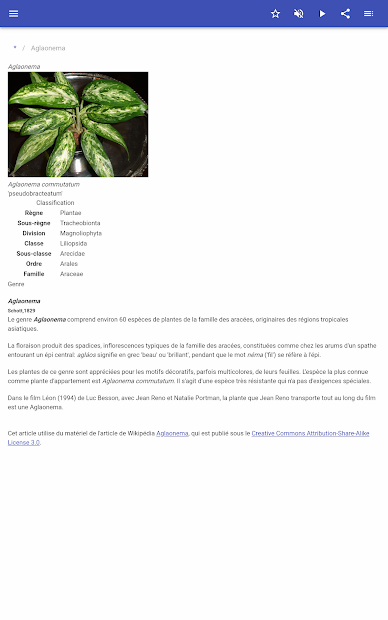 * / Aglaonema
Aglaonema
Aglaonema commutatum
'pseudobracteatum'
Classification
Règne Plantae
Sous-règne Tracheobionta
Division Magnoliophyta
Classe Liliopsida
Sous-classe Arecidae
Ordre Arales
Famille Araceae
Genre
Aglaonema
Schott,1829
Le genre Aglaonema comprend environ 60 espèces de plantes de la famille des aracées, originaires des régions tropicales
asiatiques.
La floraison produit des spadices, inflorescences typiques de la famille des aracées, constituées comme chez les arums d'un spathe
entourant un épi central. aglāos signifie en grec 'beau' ou 'brillant', pendant que le mot nēma ('fil') se réfère à l'épi.
Les plantes de ce genre sont appréciées pour les motifs décoratifs, parfois multicolores, de leurs feuilles. L'espèce la plus connue
comme plante d'appartement est Aglaonema commutatum. Il s'agit d'une espèce très résistante qui n'a pas d'exigences spéciales.
Dans le film Léon (1994) de Luc Besson, avec Jean Reno et Natalie Portman, la plante que Jean Reno transporte tout au long du film
est une Aglaonema.
Cet article utilise du matériel de l'article de Wikipédia Aglaonema, qui est publié sous le Creative Commons Attribution-Share-Alike
License 3.0.